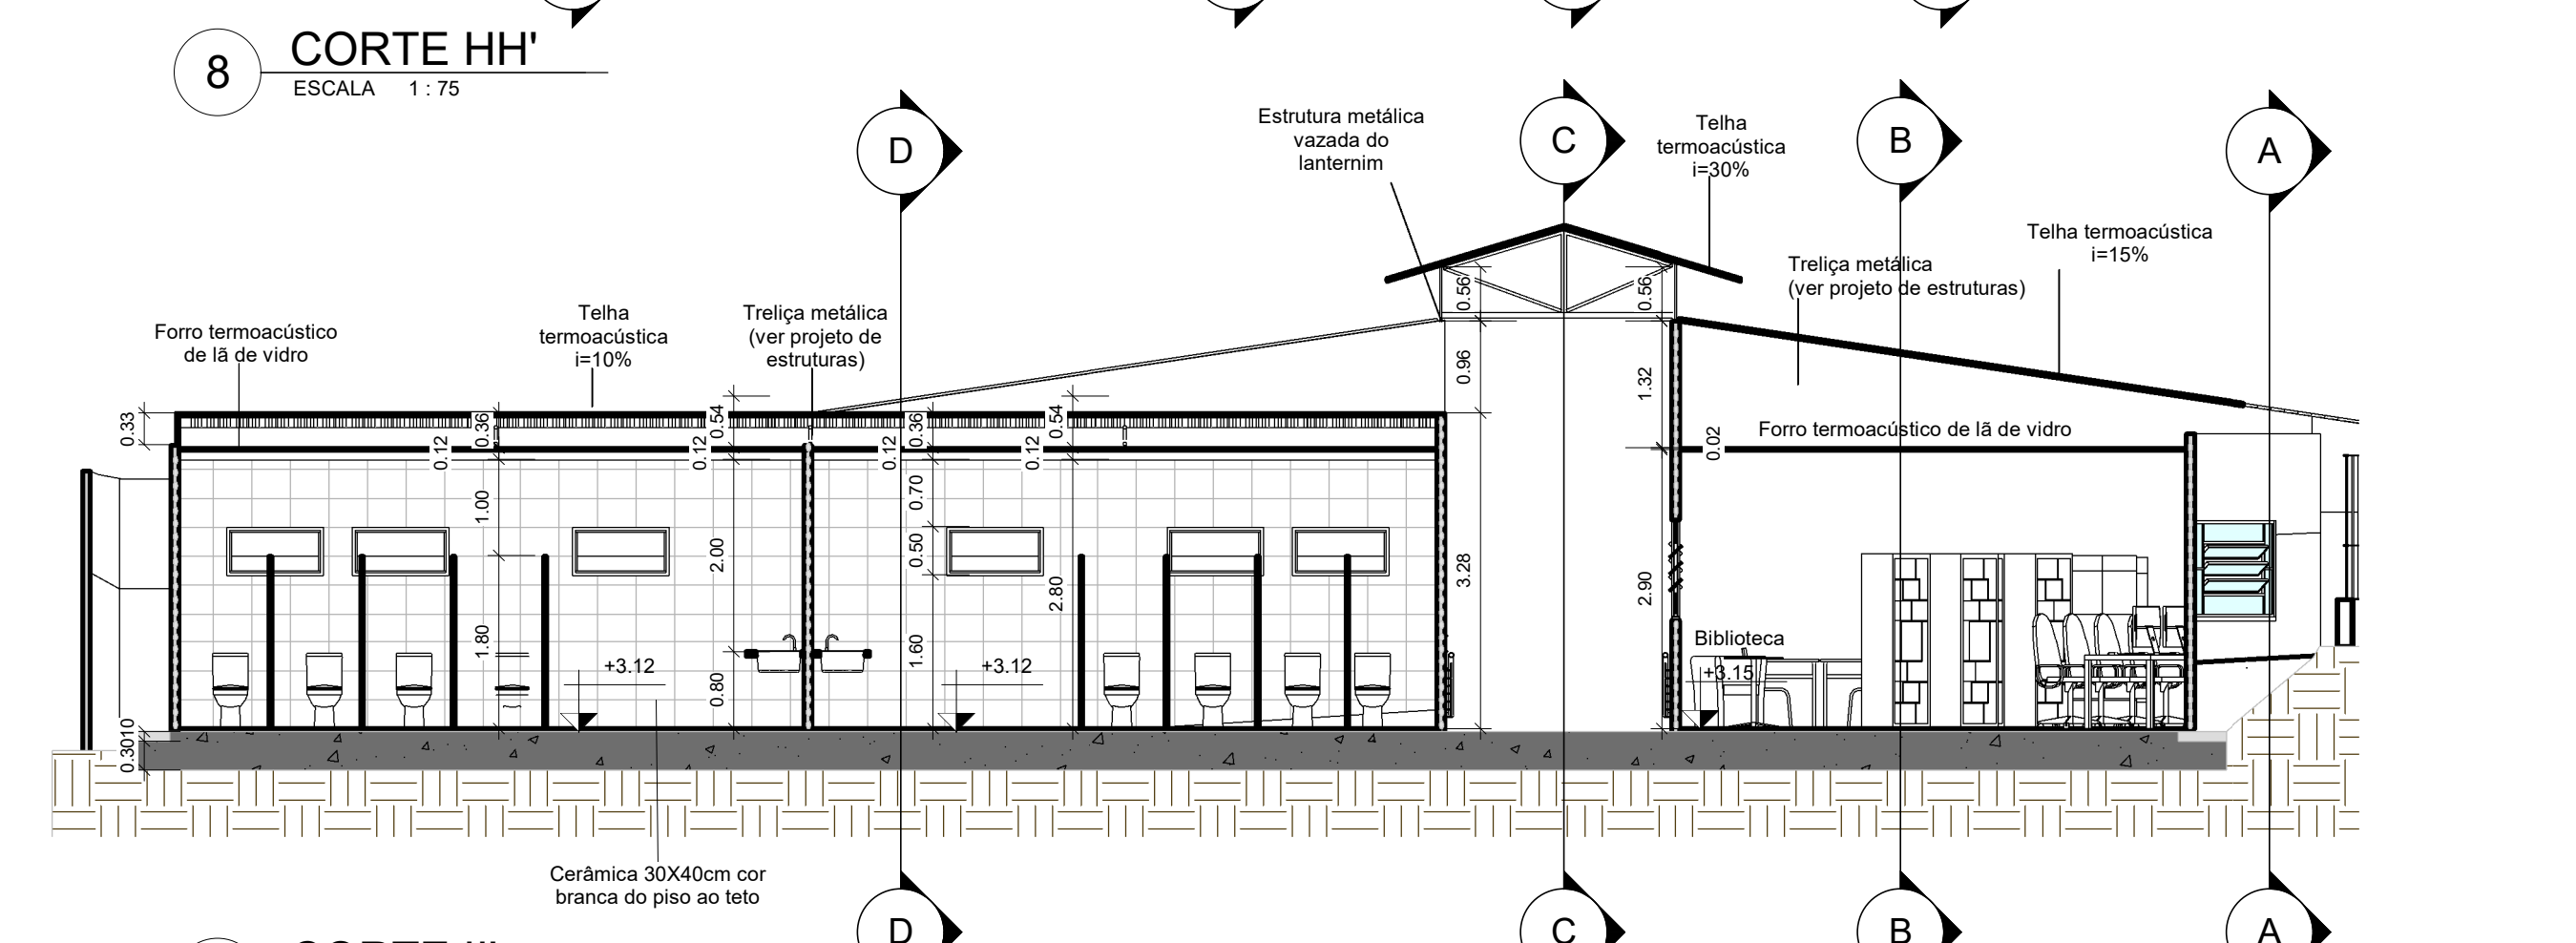 8
CORTE HH'
ESCALA 1 : 75
D
C
B
A
Estrutura metálica
vazada do
lanternim
Telha
termoacústica
i=30%
Telha termoacústica
i=15%
Treliça metálica
(ver projeto de estruturas)
Forro termoacústico
de lã de vidro
Telha
termoacústica
i=10%
Treliça metálica
(ver projeto de
estruturas)
Forro termoacústico de lã de vidro
0.33
0.12
0.36
0.12
0.54
0.12
0.36
0.12
0.54
0.56
0.56
0.96
1.32
0.02
1.00
2.00
0.70
0.50
2.80
3.28
2.90
1.80
0.80
1.60
+3.12
+3.12
Biblioteca
+3.15
0.3010
Cerâmica 30X40cm cor
branca do piso ao teto
D
C
B
A